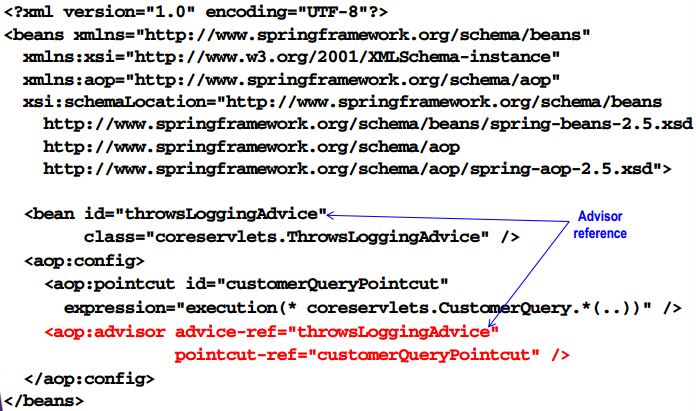 <?xml version="1.0" encoding="UTF-8"?>
<beans xmlns="http://www.springframework.org/schema/beans"
xmlns:xsi="http://www.w3.org/2001/XMLSchema-instance"
xmlns:aop="http://www.springframework.org/schema/aop"
xsi:schemaLocation="http://www.springframework.org/schema/beans
http://www.springframework.org/schema/beans/spring-beans-2.5.xsd
http://www.springframework.org/schema/aop
http://www.springframework.org/schema/aop/spring-aop-2.5.xsd">
<bean id="throwsLoggingAdvice"
class="coreservlets.ThrowsLoggingAdvice" />
Advisor
reference
<aop:config>
<aop:pointcut id="customerQueryPointcut"
expression="execution(* coreservlets.CustomerQuery.*(..))" />
<aop:advisor advice-ref="throwsLoggingAdvice"
pointcut-ref="customerQueryPointcut" />
</aop:config>
</beans>